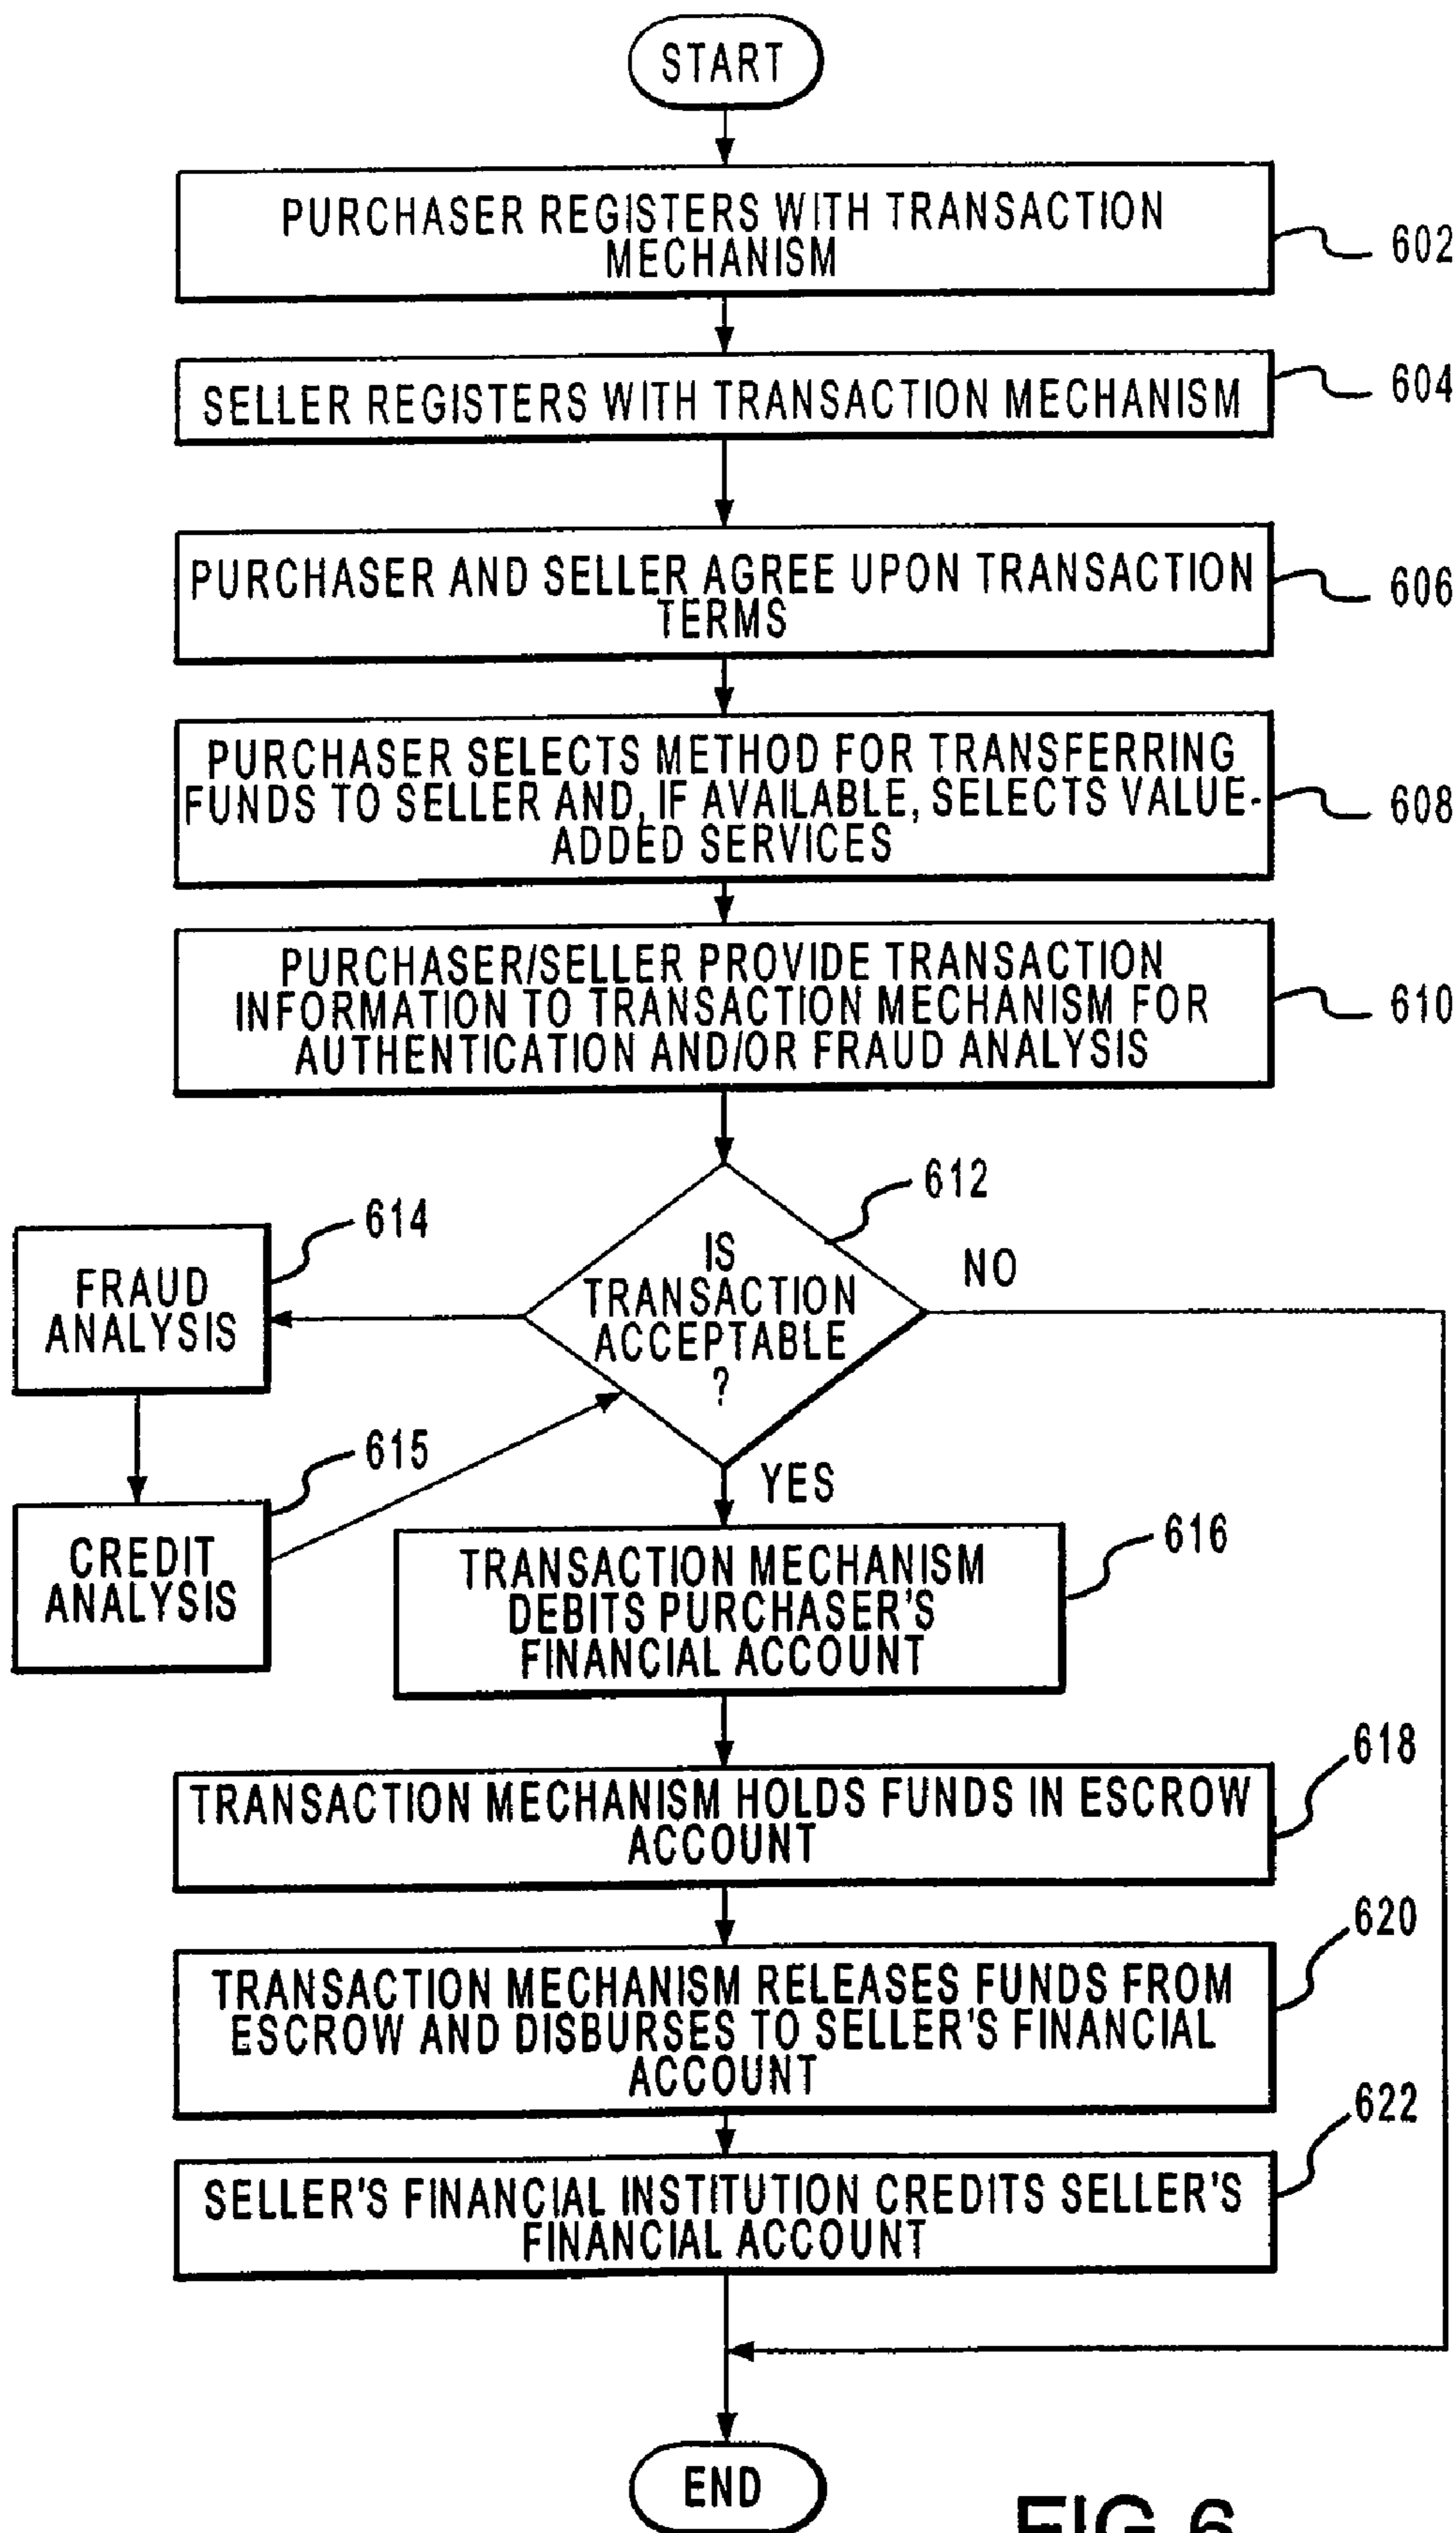 START
PURCHASER REGISTERS WITH TRANSACTION
MECHANISM
602
SELLER REGISTERS WITH TRANSACTION MECHANISM
604
PURCHASER AND SELLER AGREE UPON TRANSACTION
TERMS
606
PURCHASER SELECTS METHOD FOR TRANSFERRING
FUNDS TO SELLER AND, IF AVAILABLE, SELECTS VALUE-
ADDED SERVICES
608
PURCHASER/SELLER PROVIDE TRANSACTION
INFORMATION TO TRANSACTION MECHANISM FOR
AUTHENTICATION AND/OR FRAUD ANALYSIS
610
612
IS
TRANSACTION
ACCEPTABLE
?
NO
614
FRAUD
ANALYSIS
615
CREDIT
ANALYSIS
YES
616
TRANSACTION MECHANISM
DEBITS PURCHASER'S
FINANCIAL ACCOUNT
618
TRANSACTION MECHANISM HOLDS FUNDS IN ESCROW
ACCOUNT
620
TRANSACTION MECHANISM RELEASES FUNDS FROM
ESCROW AND DISBURSES TO SELLER'S FINANCIAL
ACCOUNT
622
SELLER'S FINANCIAL INSTITUTION CREDITS SELLER'S
FINANCIAL ACCOUNT
END
FIG.6